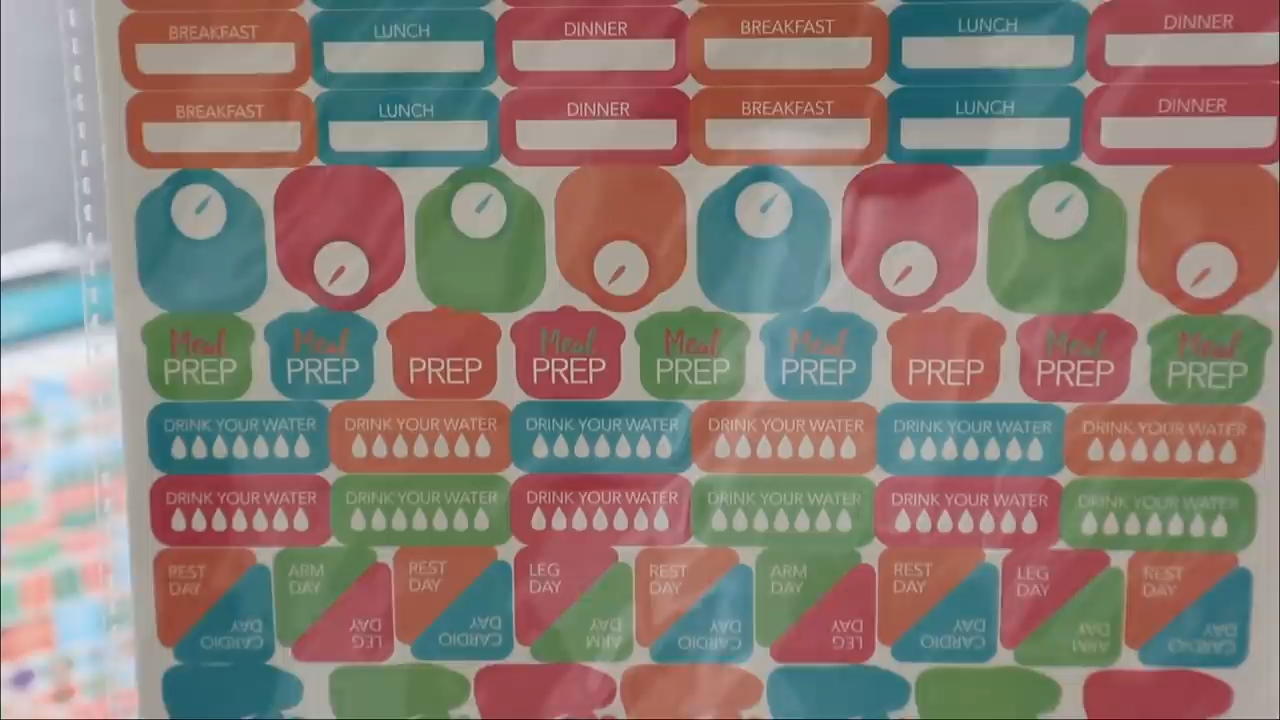 BREAKFAST LUNCH DINNER BREAKFAST LUNCH DINNER
BREAKFAST LUNCH DINNER BREAKFAST LUNCH DINNER
Meal Meal Meal Meal Meal Meal Meal
PREP PREP PREP PREP PREP PREP PREP PREP PREP
DRINK YOUR WATER DRINK YOUR WATER DRINK YOUR WATER DRINK YOUR WATER DRINK YOUR WATER DRINK YOUR WATER
DRINK YOUR WATER DRINK YOUR WATER DRINK YOUR WATER DRINK YOUR WATER DRINK YOUR WATER DRINK YOUR WATER
REST ARM REST LEG REST ARM REST LEG REST
DAY DAY DAY DAY DAY DAY DAY DAY DAY
DAY DAY DAY DAY DAY DAY DAY DAY DAY
CARDIO LEG CARDIO ARM CARDIO LEG CARDIO ARM CARDIO